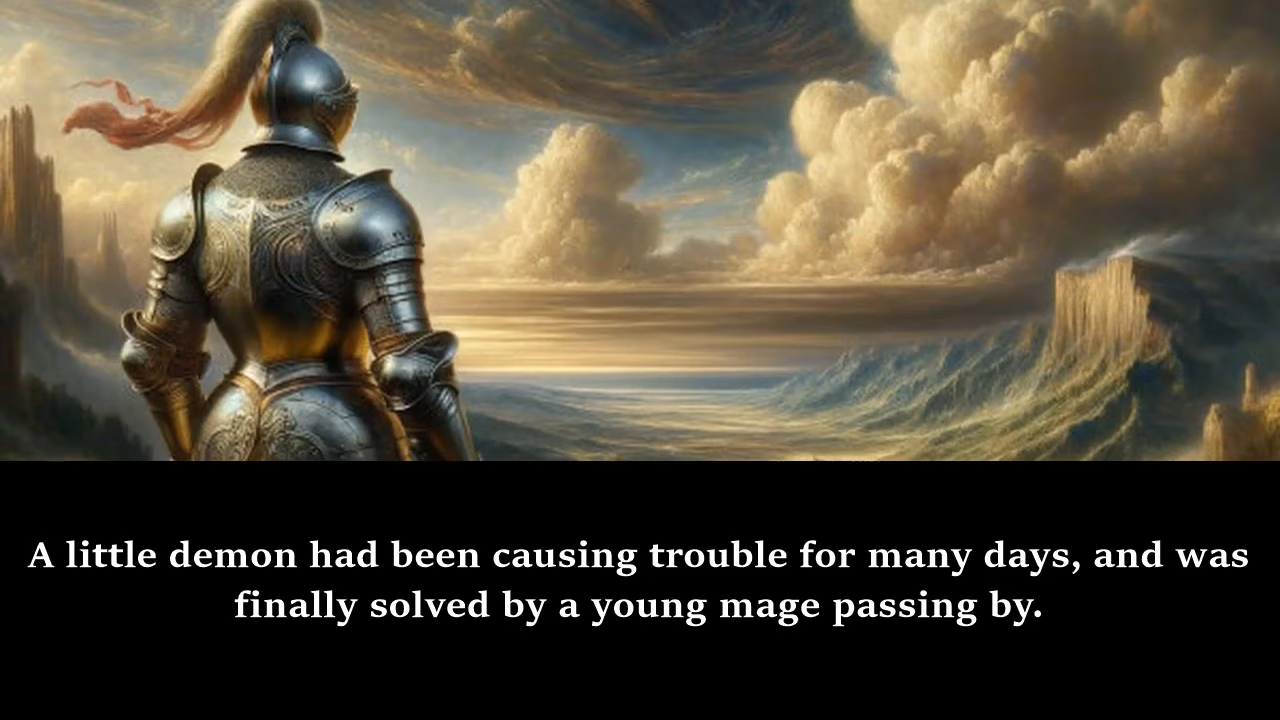 A little demon had been causing trouble for many days, and was
finally solved by a young mage passing by.